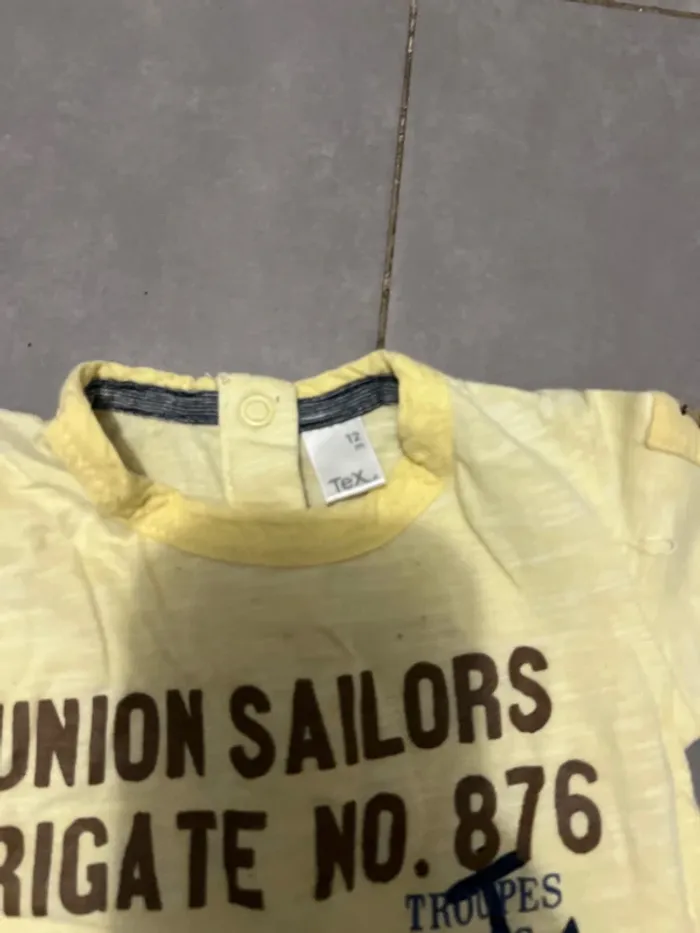 12
m
TeX
UNION SAILORS
RIGATE NO. 876
TROUPES